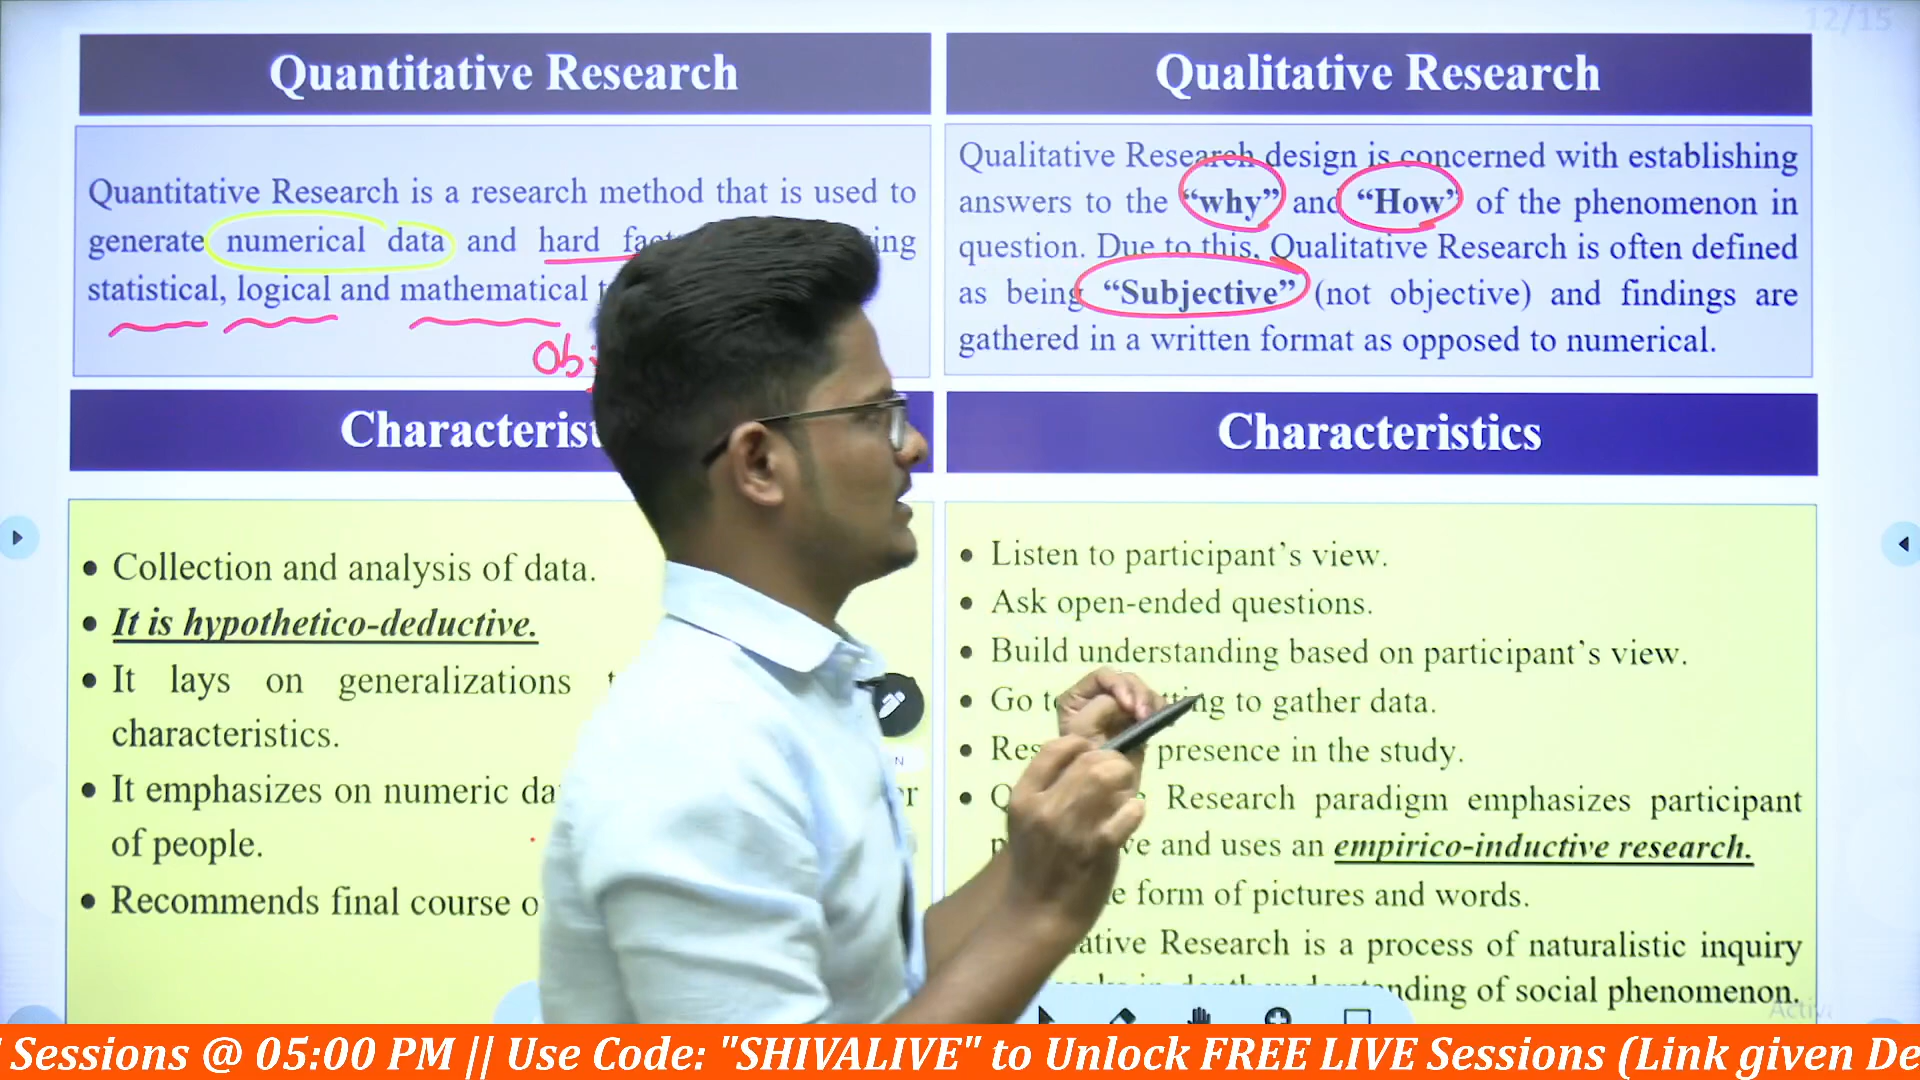 12/15
Quantitative Research
Quantitative Research is a research method that is used to
generate numerical data and hard
statistical, logical and mathematical
Qualitative Research
Qualitative Research design is concerned with establishing
answers to the “why” and “How” of the phenomenon in
question. Due to this, Qualitative Research is often defined
as being “Subjective” (not objective) and findings are
gathered in a written format as opposed to numerical.
Characteristics
• Collection and analysis of data.
• It is hypothetico-deductive.
• It lays on generalizations
characteristics.
• It emphasizes on numeric
of people.
• Recommends final course
Characteristics
• Listen to participant’s view.
• Ask open-ended questions.
• Build understanding based on participant’s view.
• Go to gather data.
• presence in the study.
• Research paradigm emphasizes participant
and uses an empirico-inductive research.
form of pictures and words.
Research is a process of naturalistic inquiry
of social phenomenon.
Sessions @ 05:00 PM || Use Code: "SHIVALIVE" to Unlock FREE LIVE Sessions (Link given De